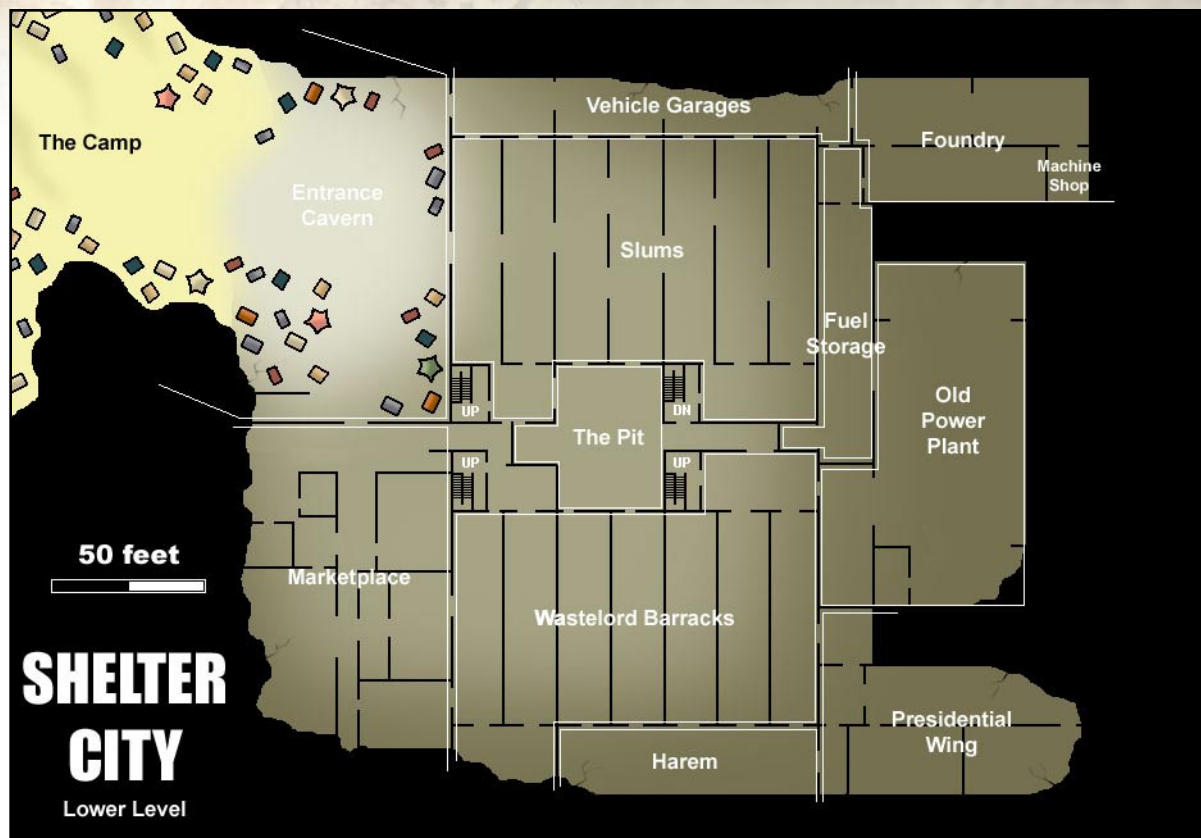 Vehicle Garages
The Camp
Foundry
Machine
Shop
Entrance
Cavern
Slums
Fuel
Storage
Old
Power
Plant
UP
DN
The Pit
UP
UP
50 feet
Marketplace
Wastelord Barracks
SHELTER
CITY
Lower Level
Presidential
Wing
Harem